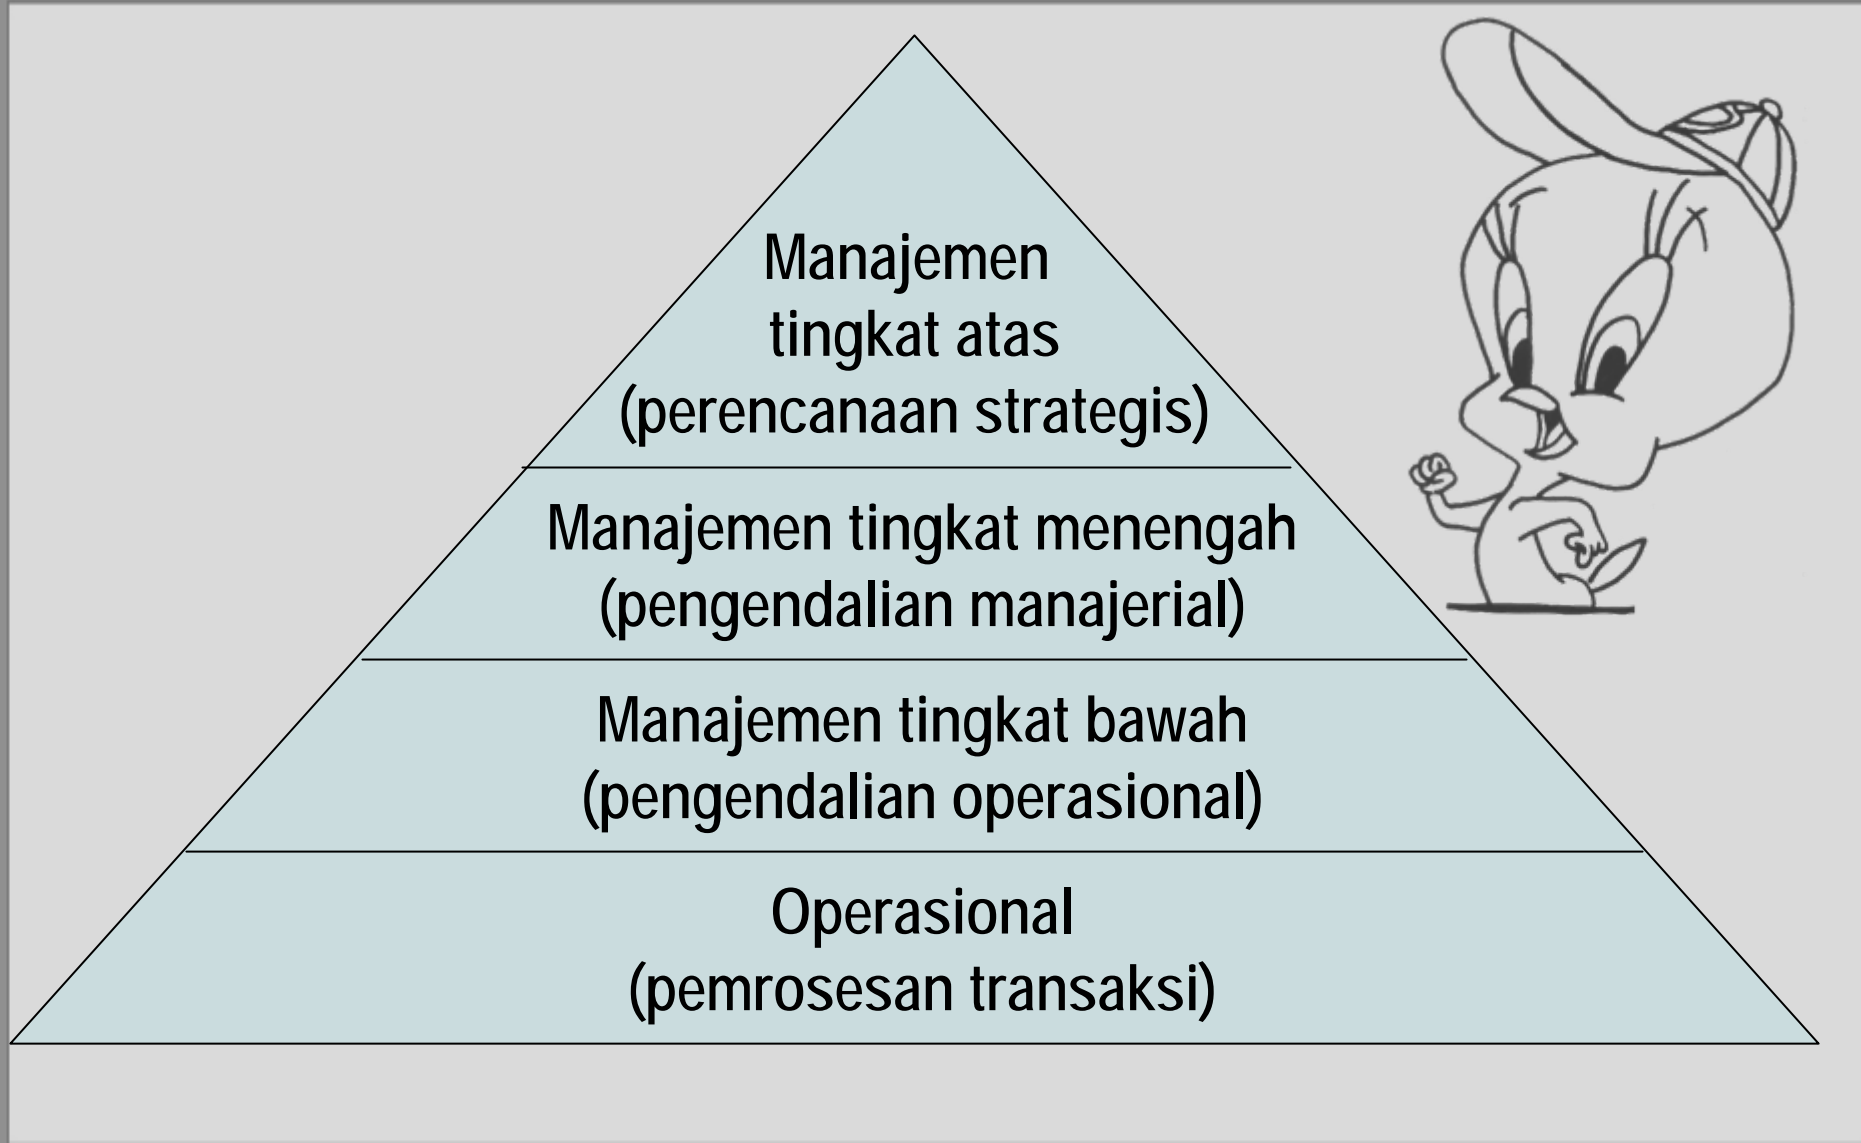 Manajemen
tingkat atas
(perencanaan strategis)
Manajemen tingkat menengah
(pengendalian manajerial)
Manajemen tingkat bawah
(pengendalian operasional)
Operasional
(pemrosesan transaksi)